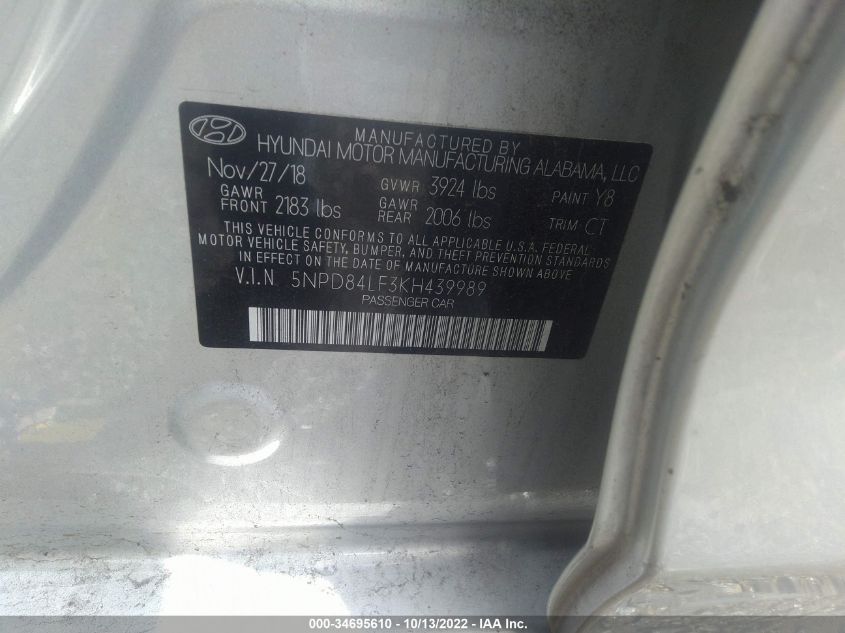 MANUFACTURED BY
HYUNDAI MOTOR MANUFACTURING ALABAMA, LLC
Nov/27/18 GVWR 3924 lbs PAINT Y8
GAWR FRONT 2183 lbs GAWR REAR 2006 lbs TRIM CT
THIS VEHICLE CONFORMS TO ALL APPLICABLE U.S.A. FEDERAL
MOTOR VEHICLE SAFETY, BUMPER, AND THEFT PREVENTION STANDARDS
IN EFFECT ON THE DATE OF MANUFACTURE SHOWN ABOVE.
V.I.N 5NPD84LF3KH439989
PASSENGER CAR
000-34695610 - 10/13/2022 - IAA Inc.